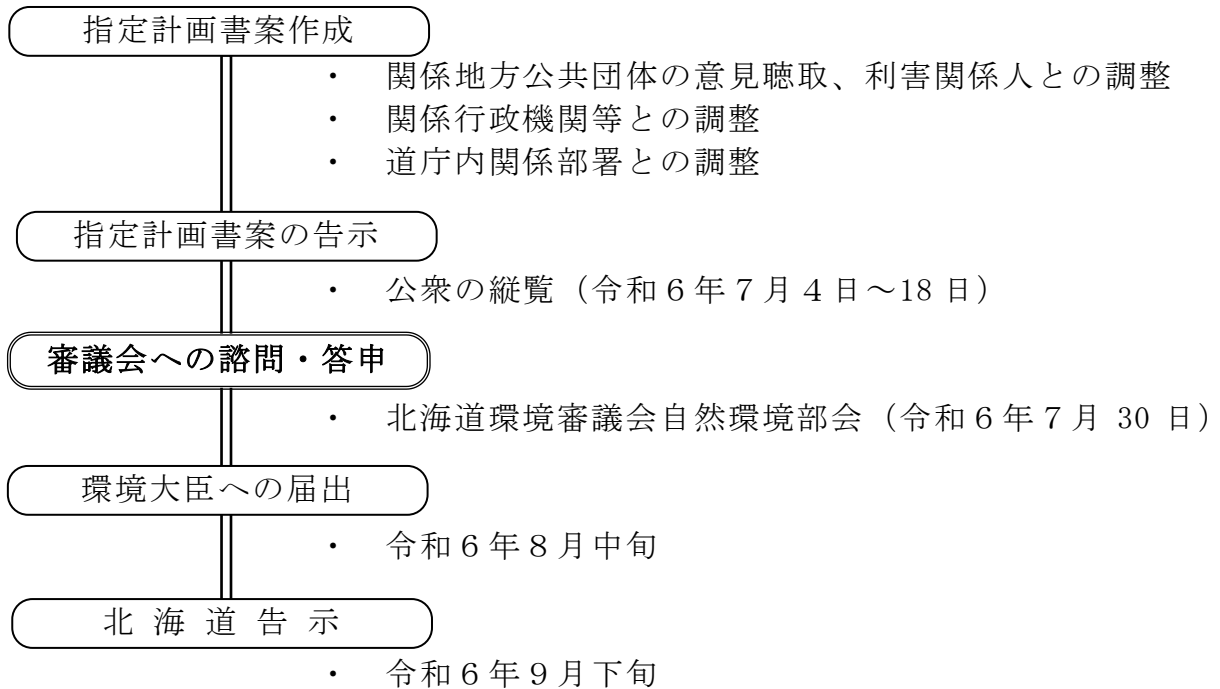 指定計画書案作成
・ 関係地方公共団体の意見聴取、利害関係人との調整
・ 関係行政機関等との調整
・ 道庁内関係部署との調整
指定計画書案の告示
・ 公衆の縦覧（令和６年７月４日～18 日）
審議会への諮問・答申
・ 北海道環境審議会自然環境部会（令和６年７月 30 日）
環境大臣への届出
・ 令和６年８月中旬
北 海 道 告 示
・ 令和６年９月下旬